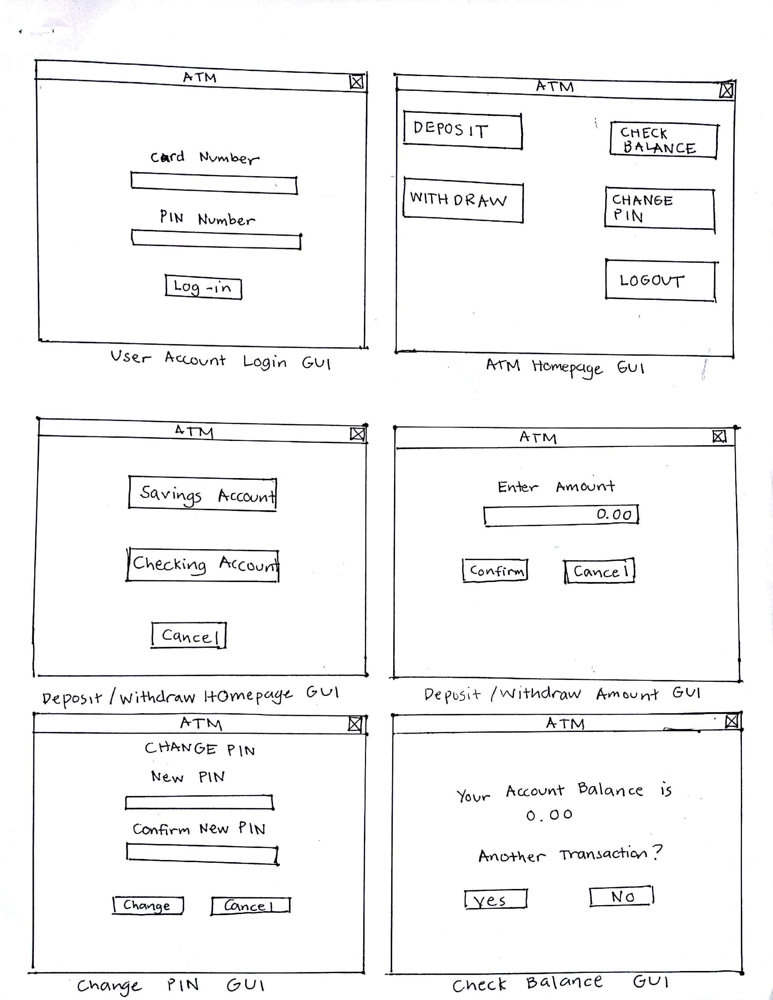 ATM
Card Number
PIN Number
Log-in
User Account Login GUI
ATM
DEPOSIT
CHECK
BALANCE
WITHDRAW
CHANGE
PIN
LOGOUT
ATM Homepage GUI
ATM
Savings Account
Checking Account
Cancel
Deposit/Withdraw Homepage GUI
ATM
Enter Amount
0.00
Confirm Cancel
Deposit/Withdraw Amount GUI
ATM
CHANGE PIN
New PIN
Confirm New PIN
Change Cancel
Change PIN GUI
ATM
Your Account Balance is
0.00
Another Transaction?
Yes No
Check Balance GUI